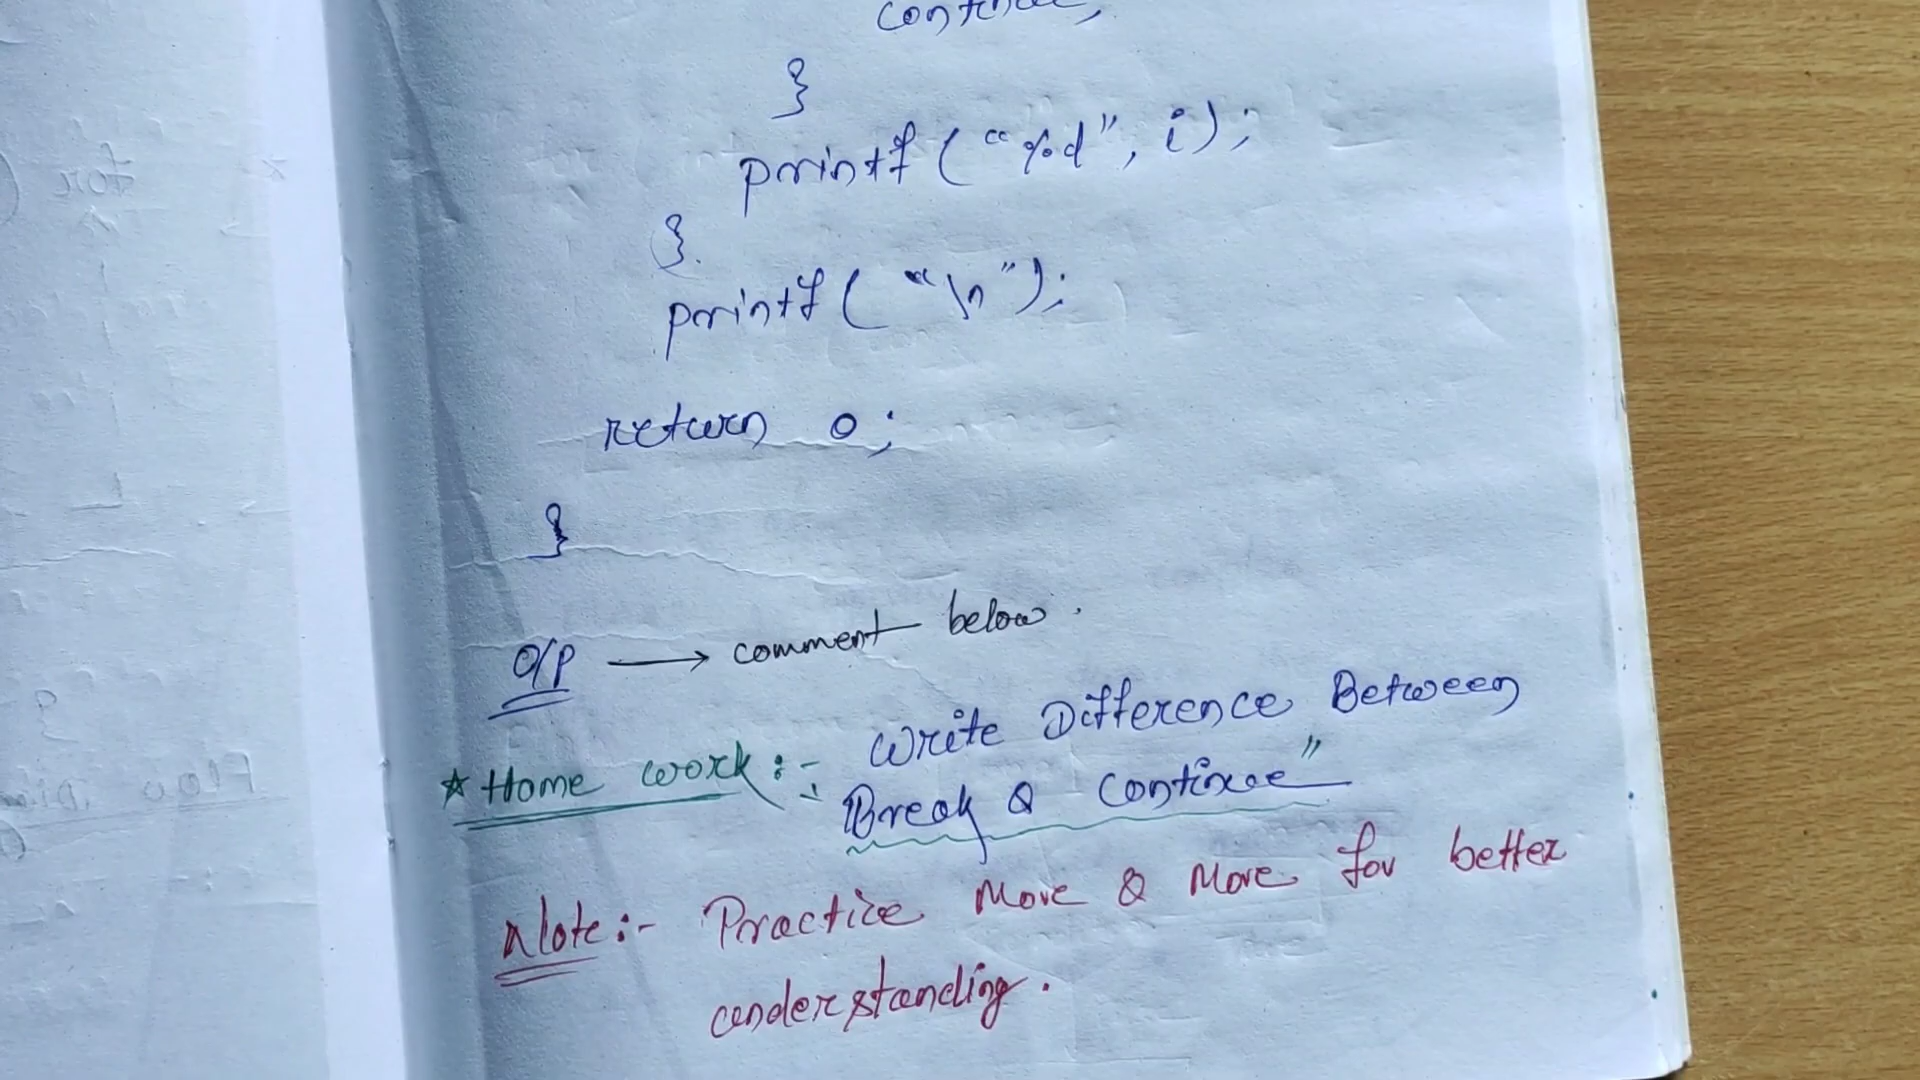 continue;
}
printf ( "%d", i);
}.
printf ( "\n");
return 0;
}
O/P → comment below.
* Home work :- Write Difference Between
Break & Continue"
Note :- Practice More & More for better
understanding.